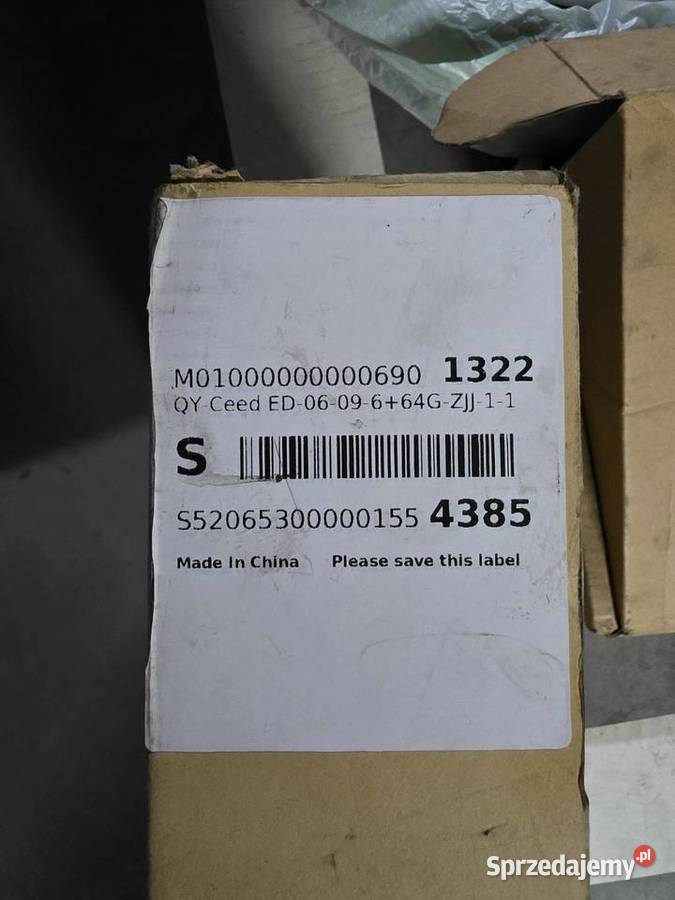 M01000000000690 1322
QY-Ceed ED-06-09-6+64G-ZJJ-1-1
S
S52065300000155 4385
Made In China Please save this label
Sprzedajemy.pl